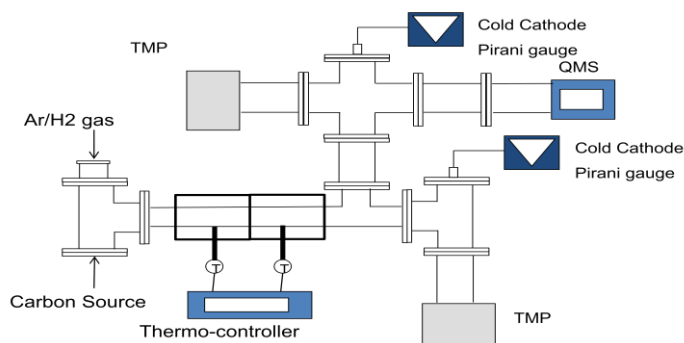 Cold Cathode
Pirani gauge
TMP
QMS
Ar/H2 gas
Cold Cathode
Pirani gauge
T
T
Carbon Source
Thermo-controller
TMP